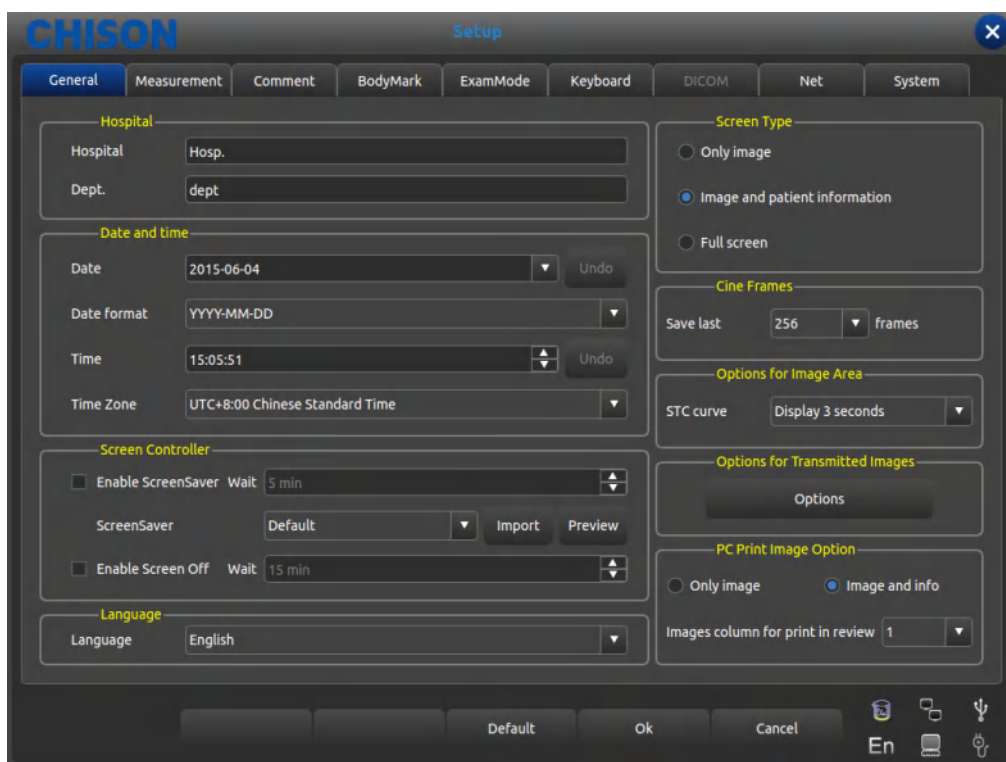 CHISON
Setup
General Measurement Comment BodyMark ExamMode Keyboard DICOM Net System
Hospital
Hospital Hosp.
Dept. dept
Date and time
Date 2015-06-04 Undo
Date format YYYY-MM-DD
Time 15:05:51 Undo
Time Zone UTC+8:00 Chinese Standard Time
Screen Controller
Enable ScreenSaver Wait 5 min
ScreenSaver Default Import Preview
Enable Screen Off Wait 15 min
Language
Language English
Screen Type
Only image
Image and patient information
Full screen
Cine Frames
Save last 256 frames
Options for Image Area
STC curve Display 3 seconds
Options for Transmitted Images
Options
PC Print Image Option
Only image Image and info
Images column for print in review 1
Default Ok Cancel
En